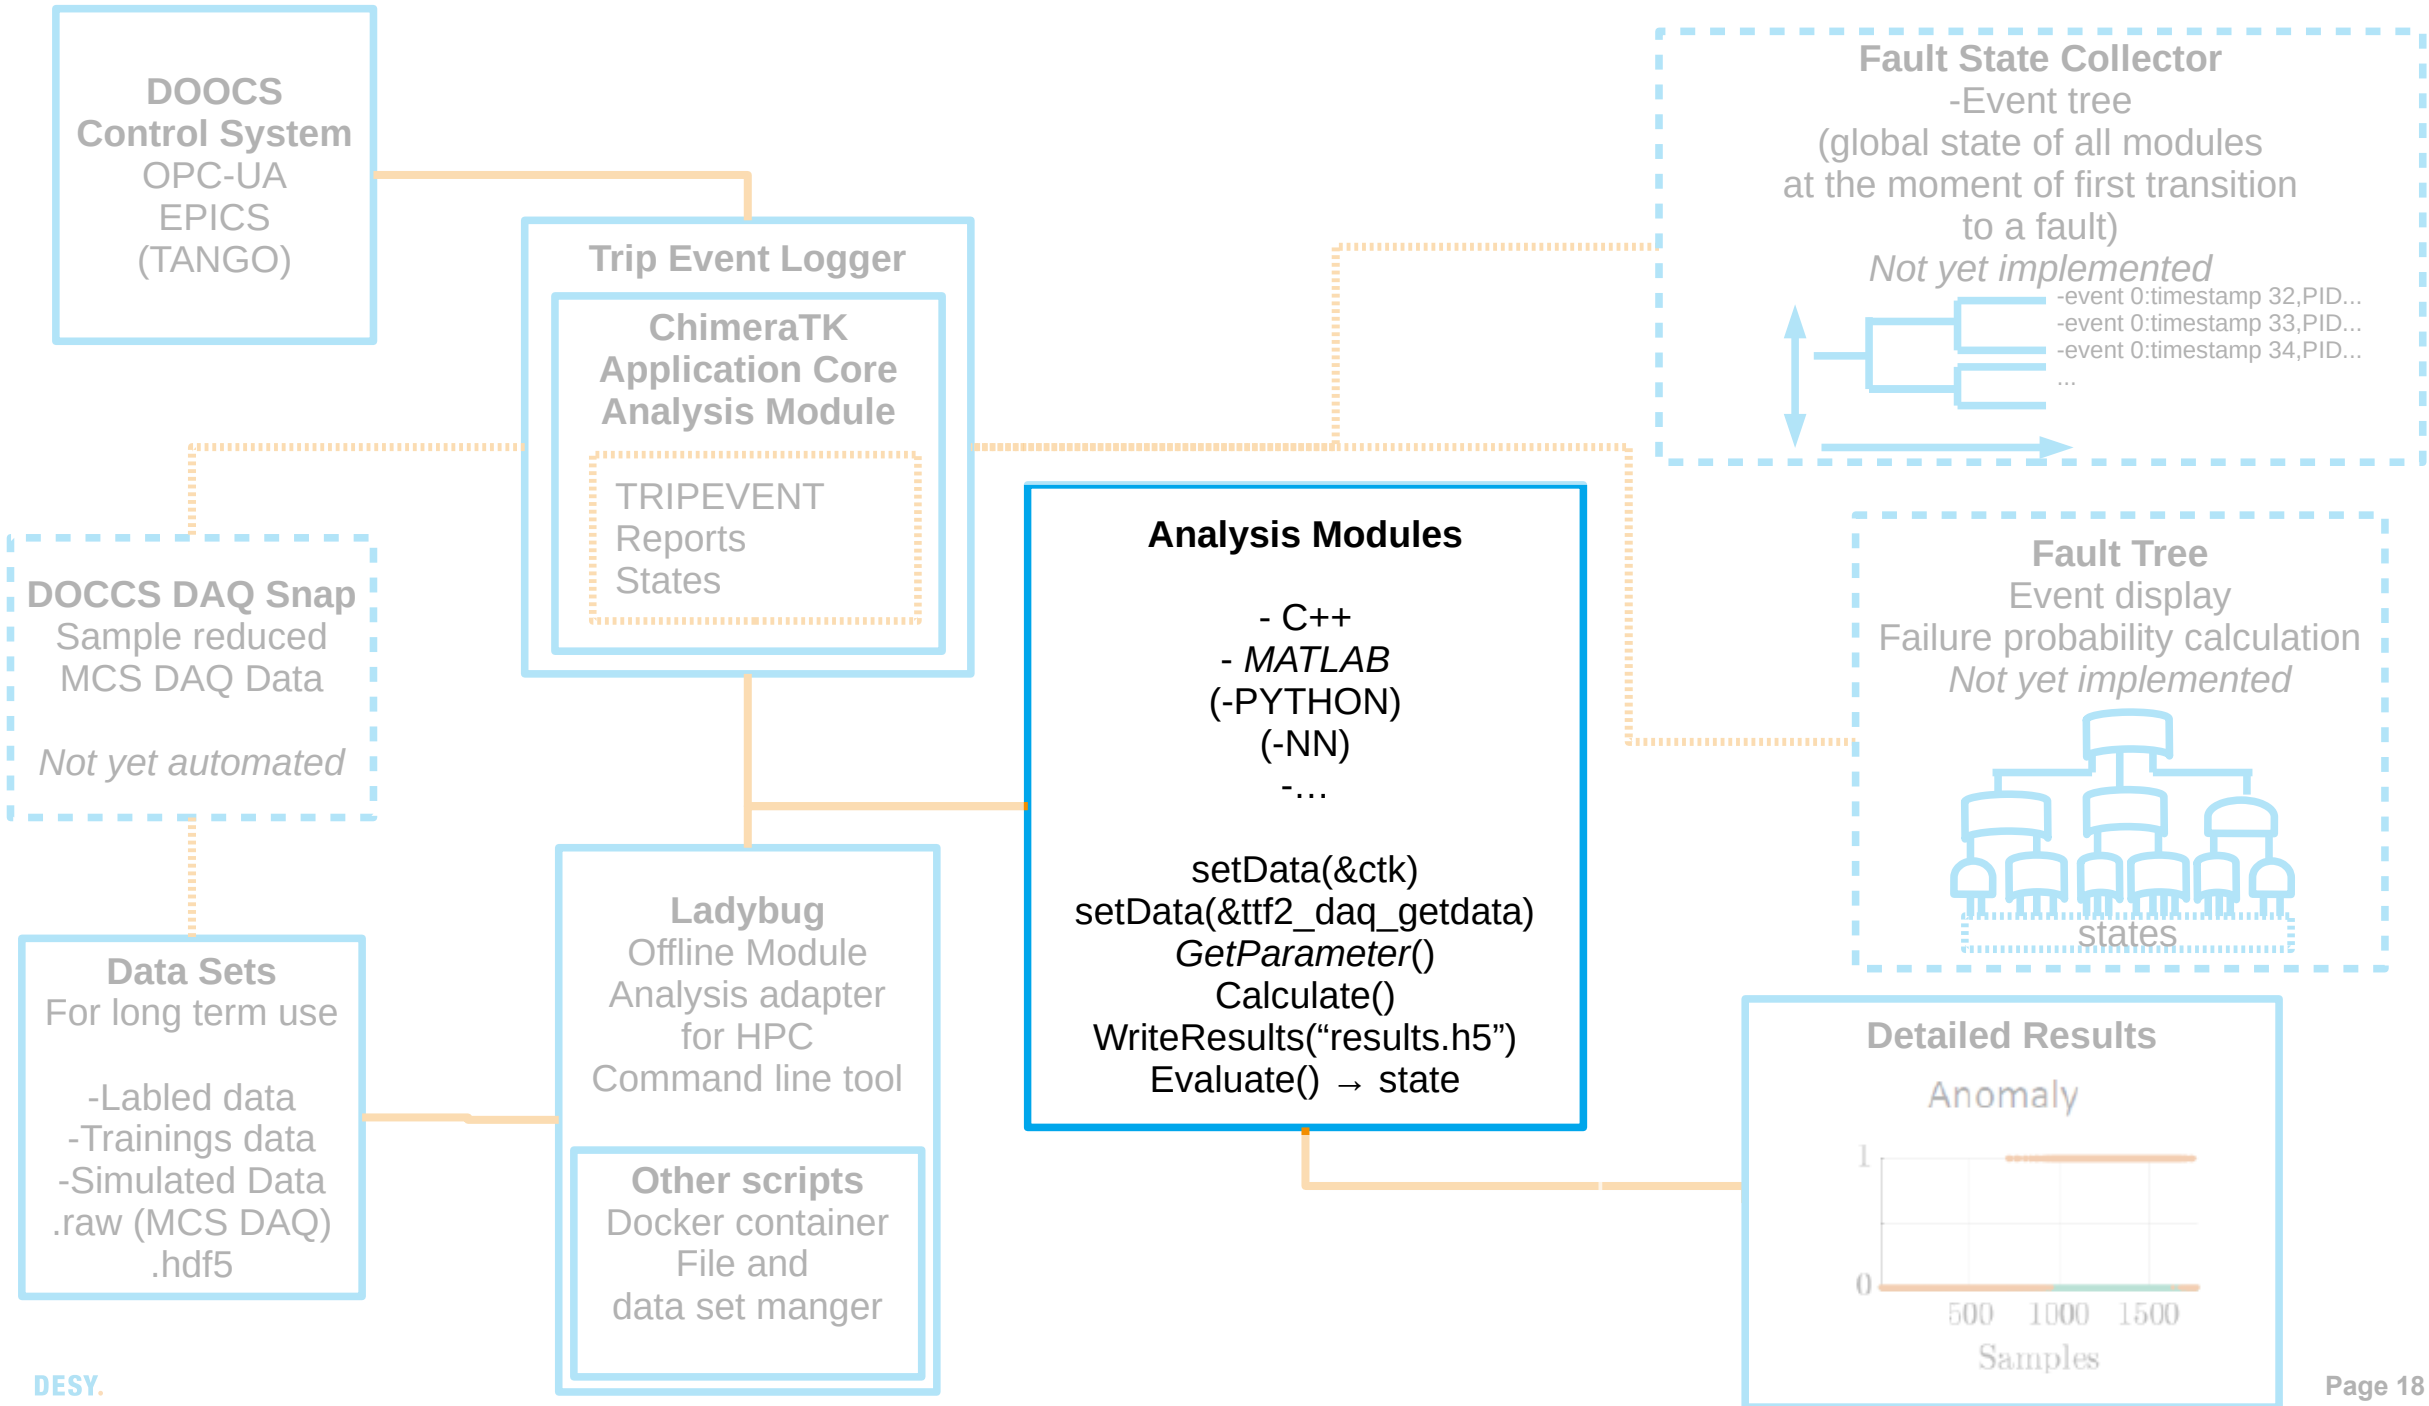 DOOCS
Control System
OPC-UA
EPICS
(TANGO)
Trip Event Logger
ChimeraTK
Application Core
Analysis Module
TRIPEVENT
Reports
States
Fault State Collector
-Event tree
(global state of all modules
at the moment of first transition
to a fault)
Not yet implemented
-event 0:timestamp 32,PID...
-event 0:timestamp 33,PID...
-event 0:timestamp 34,PID...
...
DOCCS DAQ Snap
Sample reduced
MCS DAQ Data
Not yet automated
Analysis Modules
- C++
- MATLAB
(-PYTHON)
(-NN)
-…
setData(&ctk)
setData(&ttf2_daq_getdata)
GetParameter()
Calculate()
WriteResults(“results.h5”)
Evaluate() → state
Fault Tree
Event display
Failure probability calculation
Not yet implemented
states
Data Sets
For long term use
-Labled data
-Trainings data
-Simulated Data
.raw (MCS DAQ)
.hdf5
Ladybug
Offline Module
Analysis adapter
for HPC
Command line tool
Other scripts
Docker container
File and
data set manger
Detailed Results
Anomaly
1
0
500 1000 1500
Samples
DESY.
Page 18